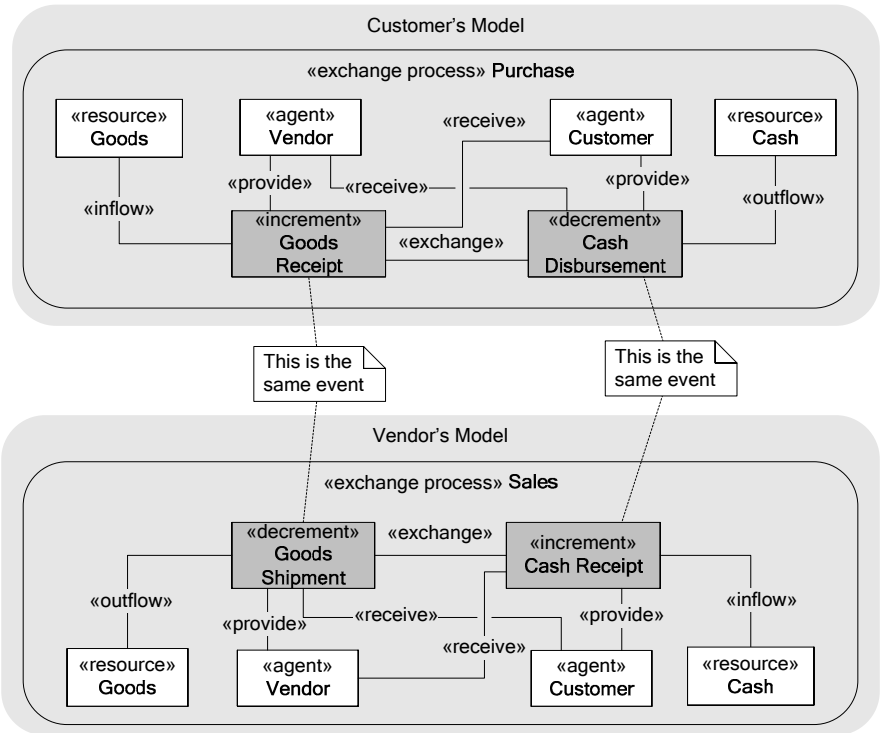 Customer's Model
«exchange process» Purchase
«resource»
Goods
«agent»
Vendor
«receive»
«agent»
Customer
«resource»
Cash
«provide»
«receive»
«provide»
«inflow»
«outflow»
«increment»
Goods
Receipt
«exchange»
«decrement»
Cash
Disbursement
This is the
same event
This is the
same event
Vendor's Model
«exchange process» Sales
«decrement»
Goods
Shipment
«exchange»
«increment»
Cash Receipt
«outflow»
«provide»
«receive»
«receive»
«provide»
«inflow»
«resource»
Goods
«agent»
Vendor
«agent»
Customer
«resource»
Cash